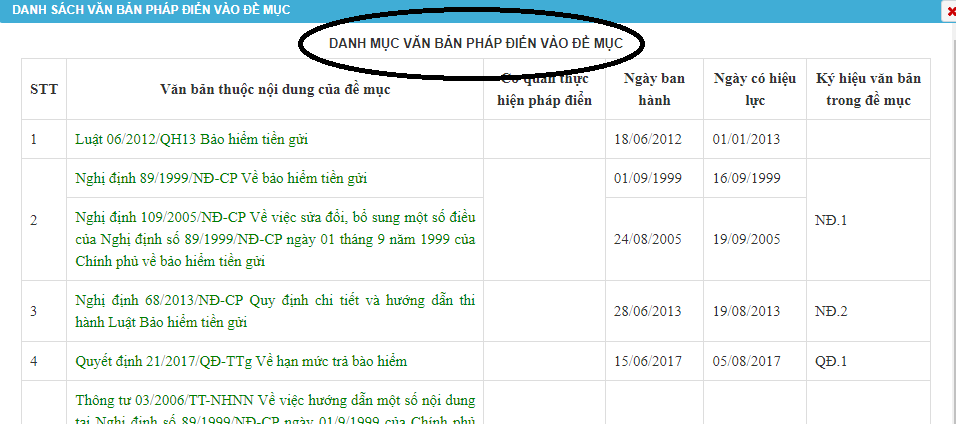 DANH SÁCH VĂN BẢN PHÁP ĐIỂN VÀO ĐỀ MỤC
DANH MỤC VĂN BẢN PHÁP ĐIỂN VÀO ĐỀ MỤC
STT
Văn bản thuộc nội dung của đề mục
Cơ quan thực
hiện pháp điển
Ngày ban
hành
Ngày có hiệu
lực
Ký hiệu văn bản
trong đề mục
1
Luật 06/2012/QH13 Bảo hiểm tiền gửi
18/06/2012
01/01/2013
2
Nghị định 89/1999/NĐ-CP Về bảo hiểm tiền gửi
01/09/1999
16/09/1999
Nghị định 109/2005/NĐ-CP Về việc sửa đổi, bổ sung một số điều
của Nghị định số 89/1999/NĐ-CP ngày 01 tháng 9 năm 1999 của
Chính phủ về bảo hiểm tiền gửi
24/08/2005
19/09/2005
NĐ.1
3
Nghị định 68/2013/NĐ-CP Quy định chi tiết và hướng dẫn thi
hành Luật Bảo hiểm tiền gửi
28/06/2013
19/08/2013
NĐ.2
4
Quyết định 21/2017/QĐ-TTg Về hạn mức trả bào hiểm
15/06/2017
05/08/2017
QĐ.1
Thông tư 03/2006/TT-NHNN Về việc hướng dẫn một số nội dung
tại Nghị định số 89/1999/NĐ-CP ngày 01/9/1999 của Chính phủ